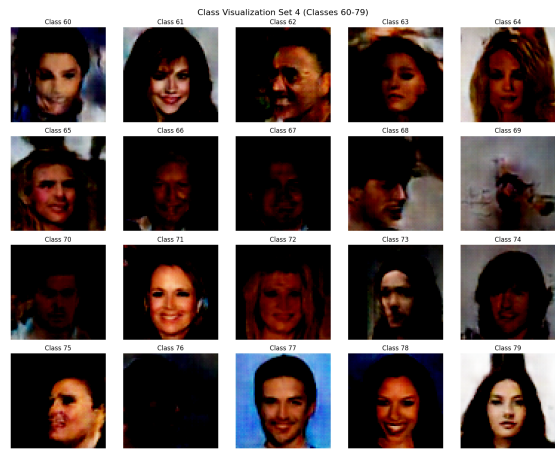 Class Visualization Set 4 (Classes 60-79)
Class 60 Class 61 Class 62 Class 63 Class 64
Class 65 Class 66 Class 67 Class 68 Class 69
Class 70 Class 71 Class 72 Class 73 Class 74
Class 75 Class 76 Class 77 Class 78 Class 79